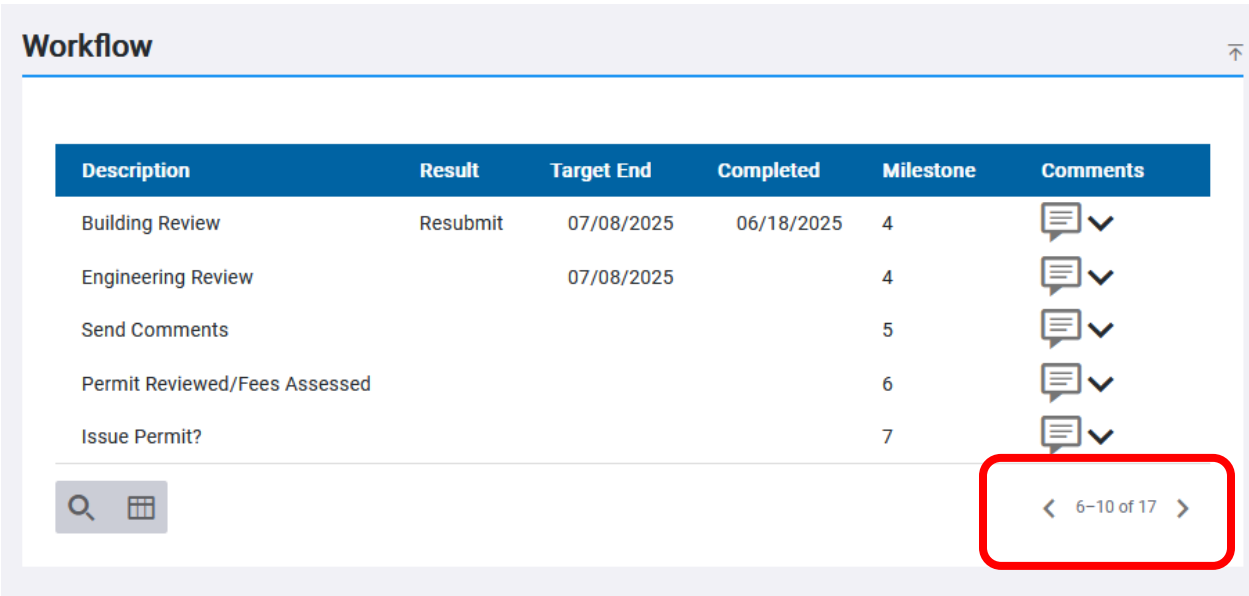 Workflow
Description Result Target End Completed Milestone Comments
Building Review Resubmit 07/08/2025 06/18/2025 4
Engineering Review 07/08/2025 4
Send Comments 5
Permit Reviewed/Fees Assessed 6
Issue Permit? 7
6–10 of 17